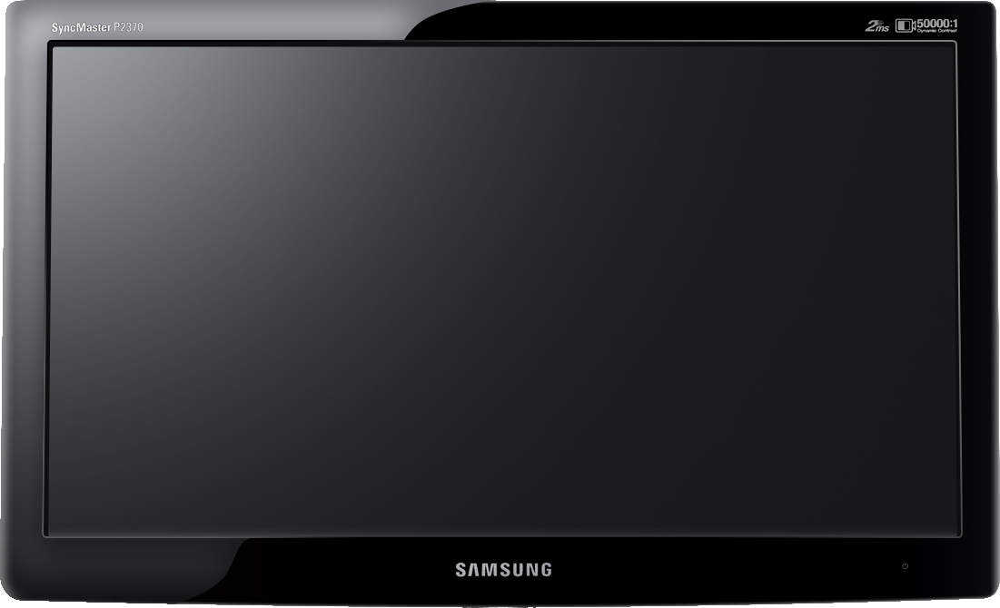 SyncMaster P2370
2ms 50000:1
Dynamic Contrast
SAMSUNG